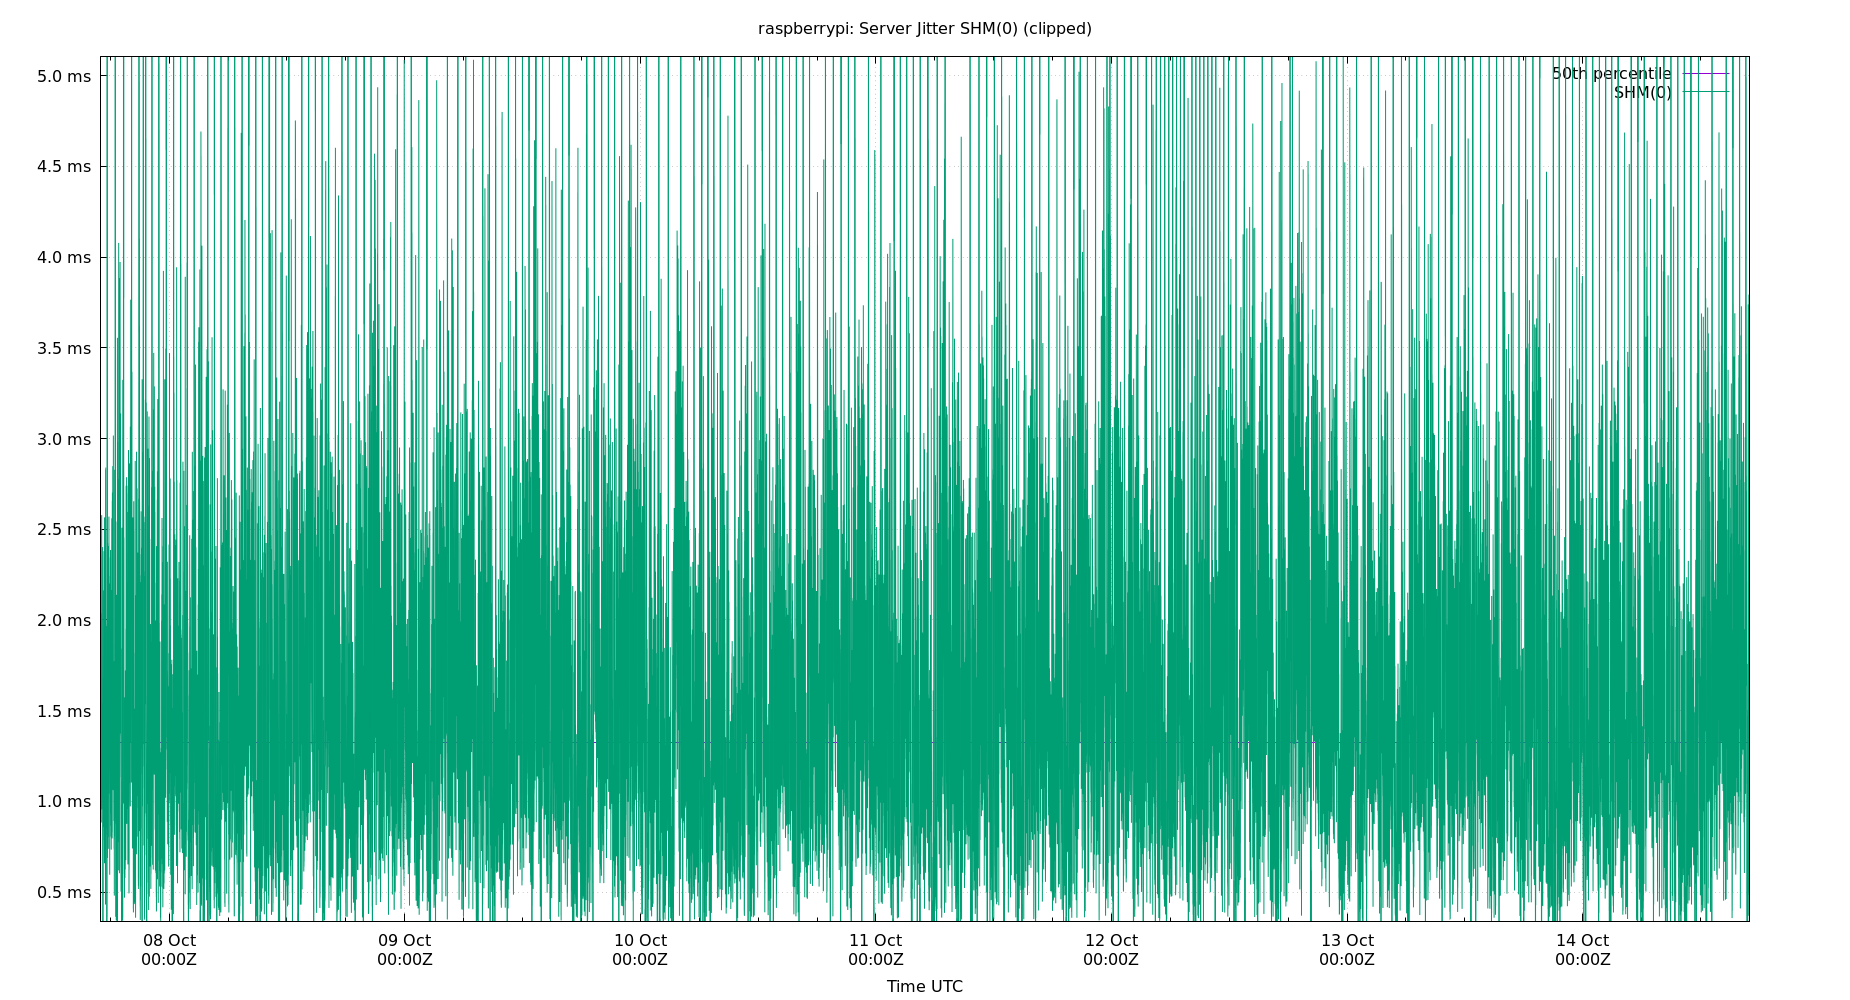 raspberrypi: Server Jitter SHM(0) (clipped)
5.0 ms
50th percentile
SHM(0)
4.5 ms
4.0 ms
3.5 ms
3.0 ms
2.5 ms
2.0 ms
1.5 ms
1.0 ms
0.5 ms
08 Oct 09 Oct 10 Oct 11 Oct 12 Oct 13 Oct 14 Oct
00:00Z 00:00Z 00:00Z 00:00Z 00:00Z 00:00Z 00:00Z
Time UTC